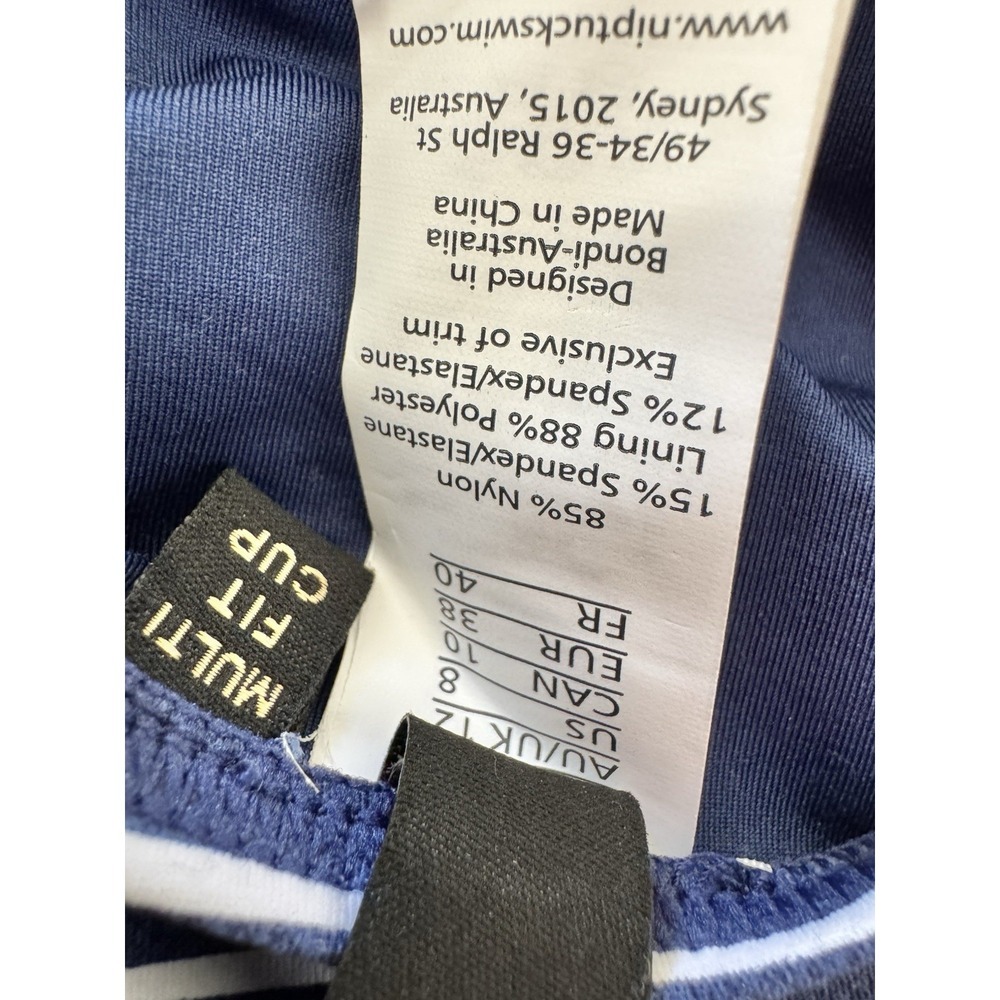 AU/UK 12
US 8
CAN 10
EUR 38
FR 40
85% Nylon
15% Spandex/Elastane
Lining 88% Polyester
12% Spandex/Elastane
Exclusive of trim
Designed in
Bondi-Australia
Made in China
49/34-36 Ralph St
Sydney, 2015, Australia
www.niptuckswim.com
MULTI
FIT
CUP